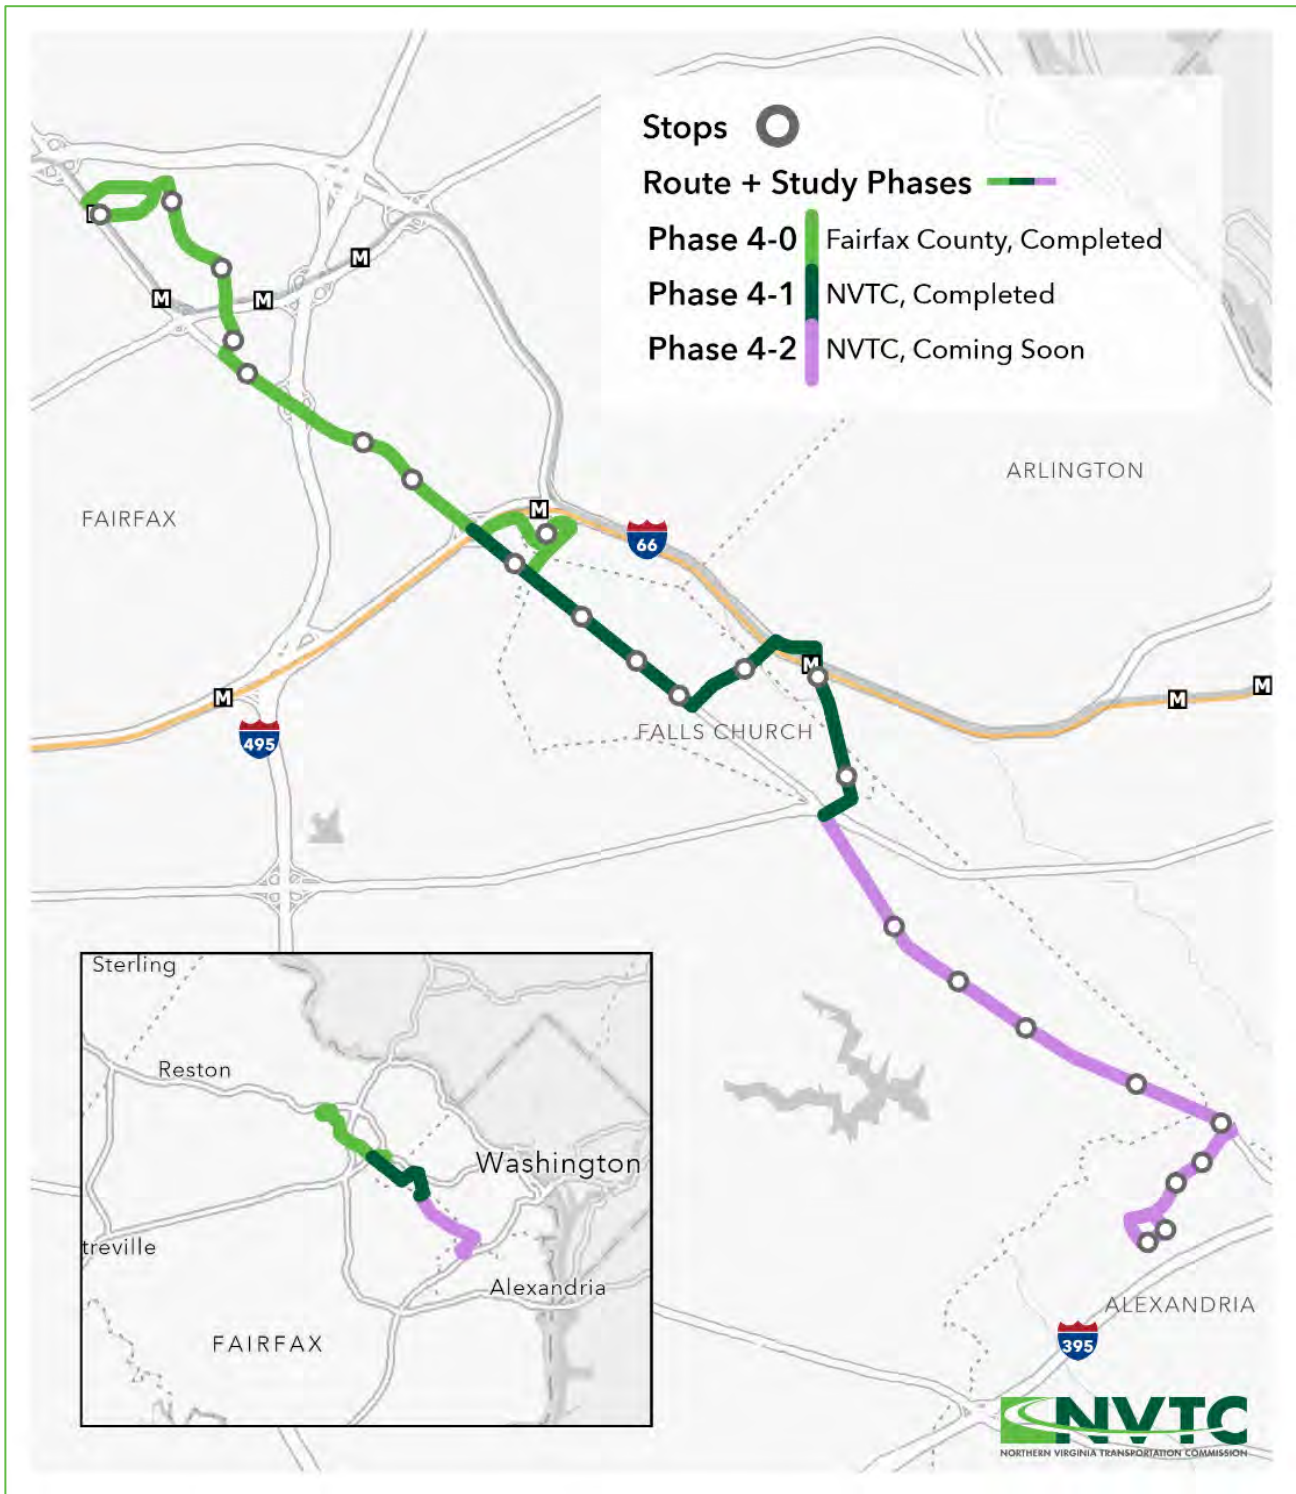 Stops
Route + Study Phases
Phase 4-0 Fairfax County, Completed
Phase 4-1 NVTC, Completed
Phase 4-2 NVTC, Coming Soon
M
M
M
M
ARLINGTON
FAIRFAX
M
66
M
M
M
M
FALLS CHURCH
495
Sterling
Reston
Washington
treville
Alexandria
FAIRFAX
ALEXANDRIA
395
NVTC
NORTHERN VIRGINIA TRANSPORTATION COMMISSION